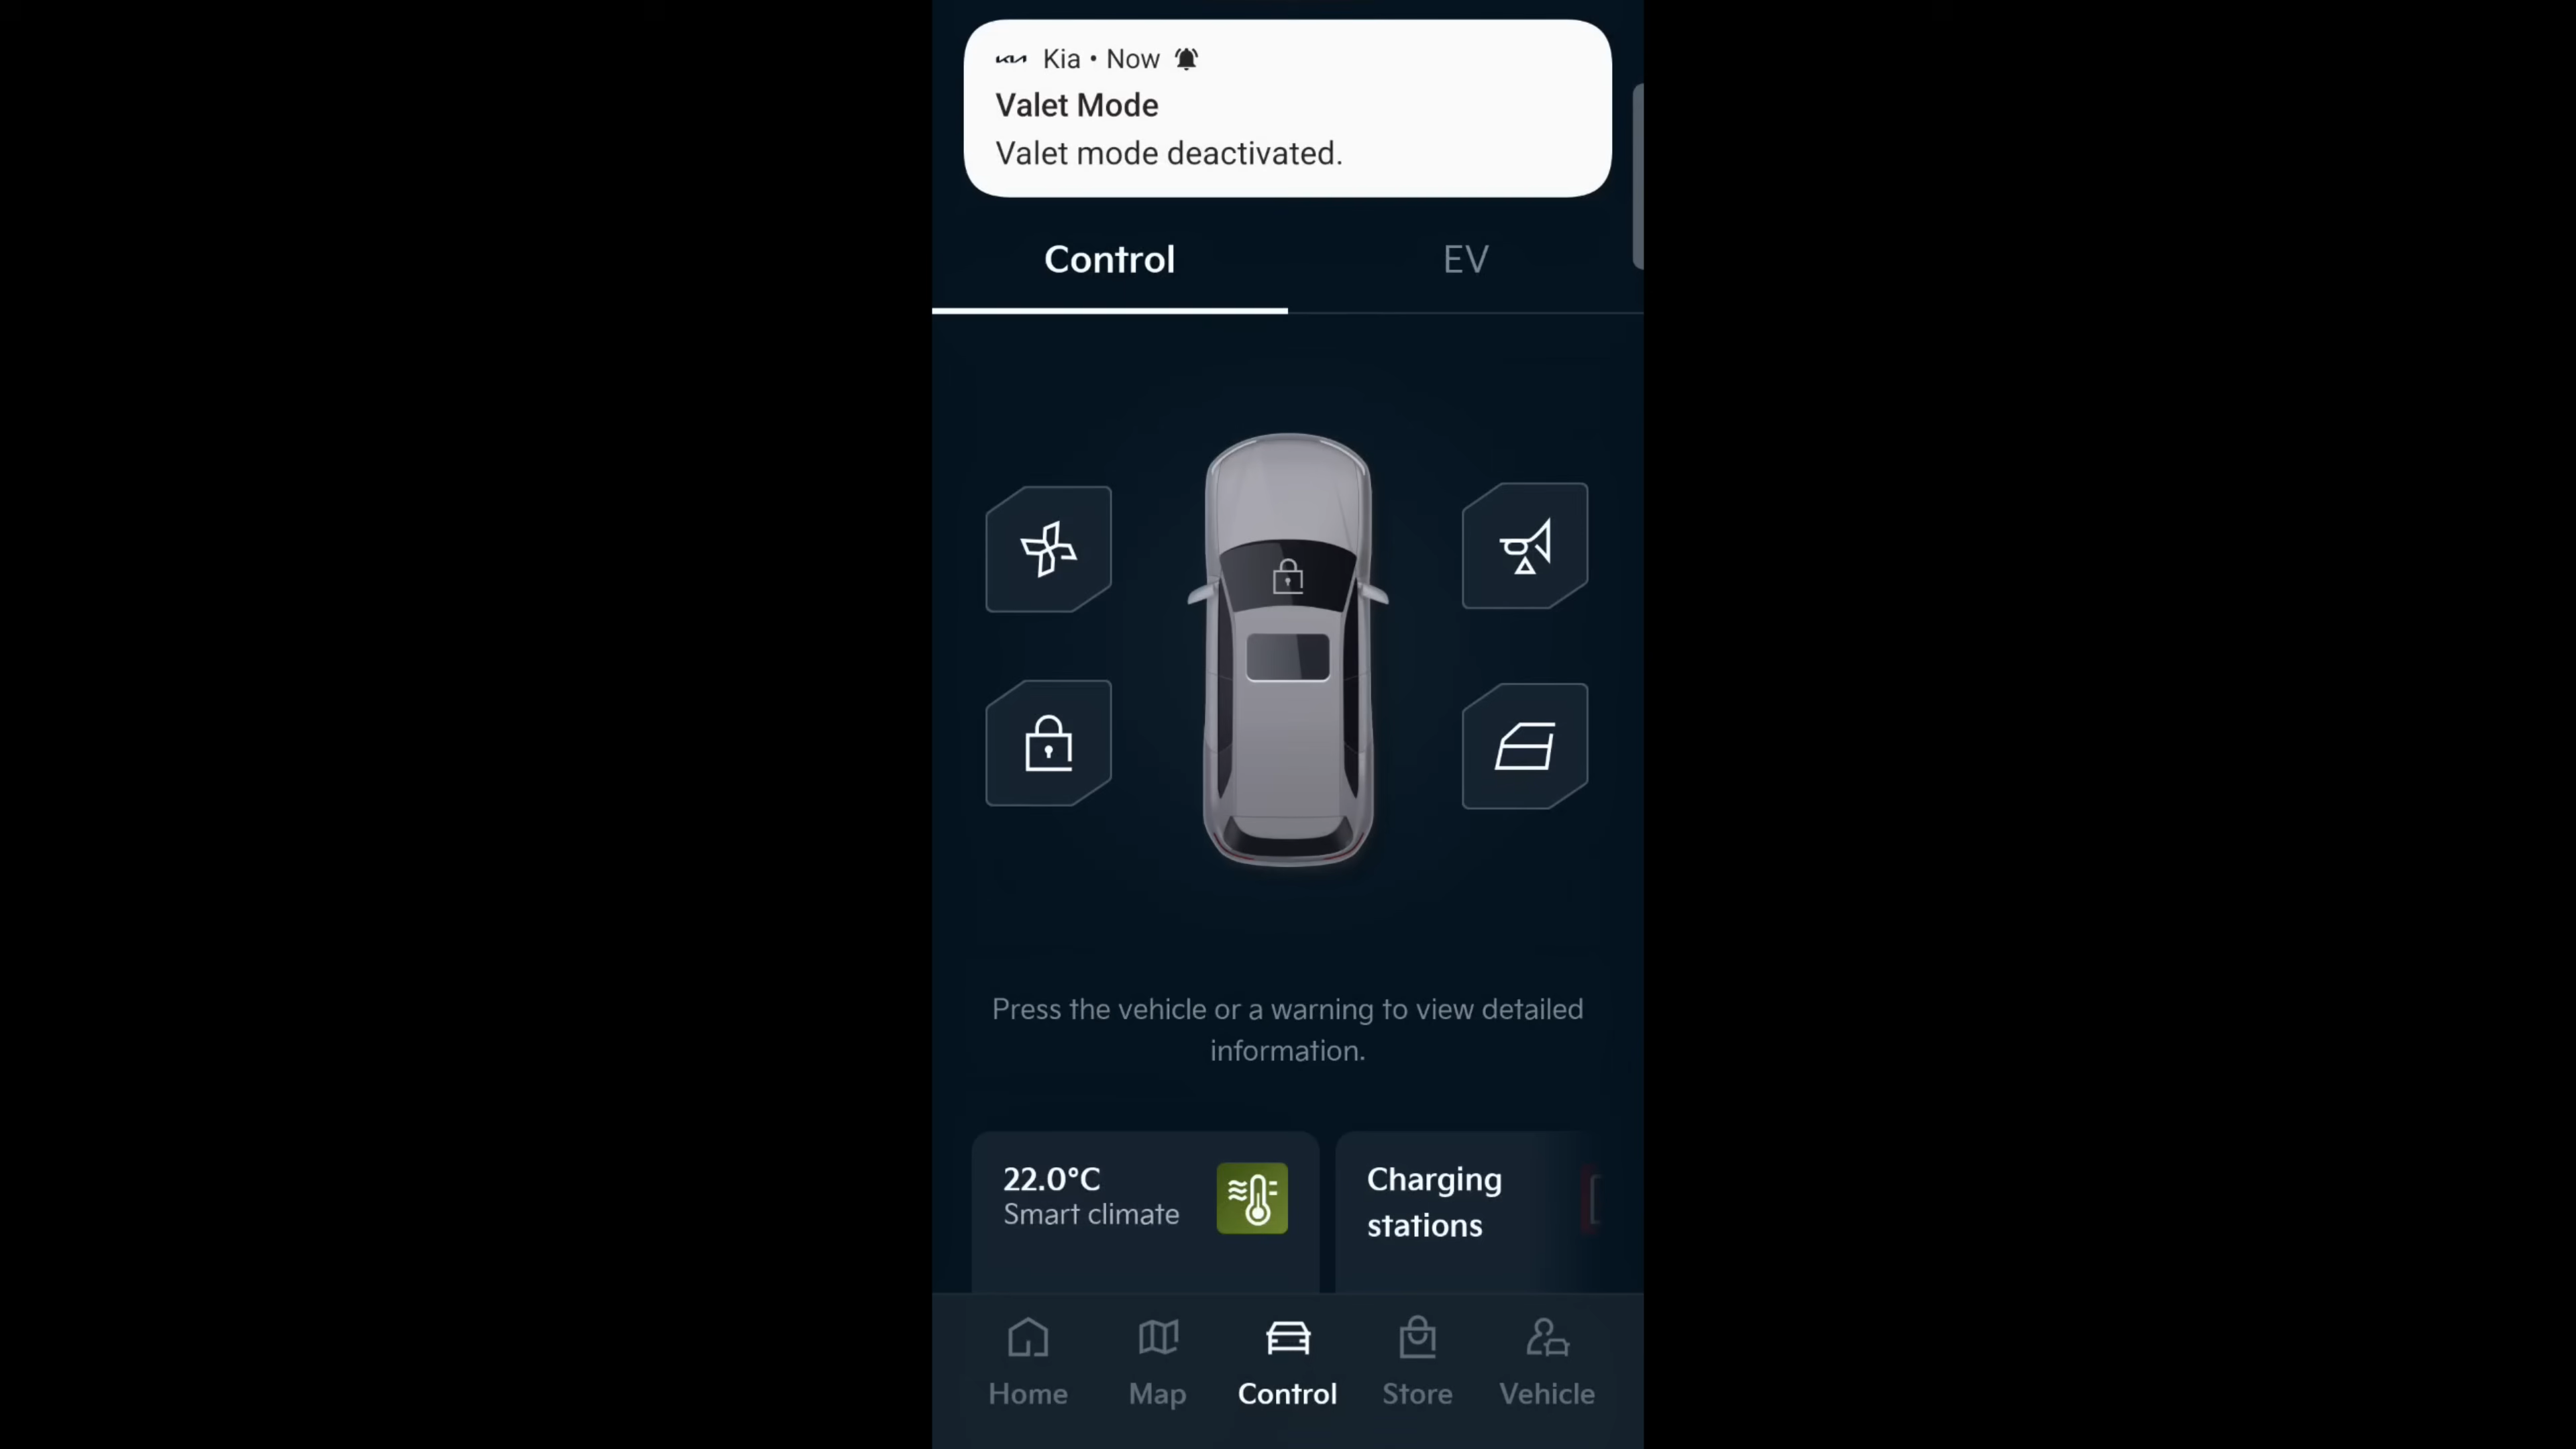 Kia • Now
Valet Mode
Valet mode deactivated.
Control
EV
Press the vehicle or a warning to view detailed
information.
22.0°C
Smart climate
Charging
stations
Home
Map
Control
Store
Vehicle